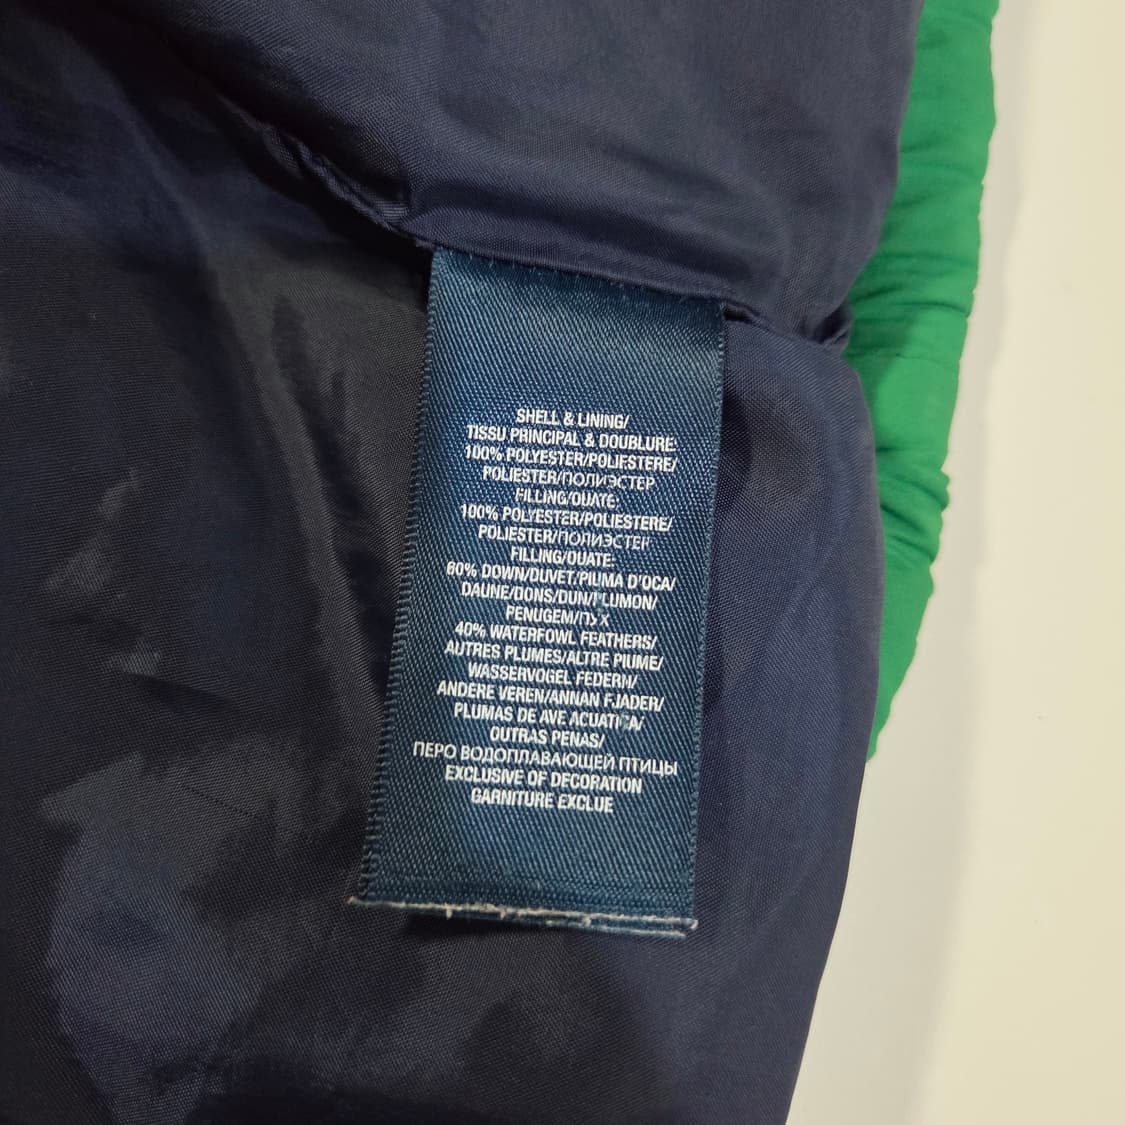 SHELL & LINING/
TISSU PRINCIPAL & DOUBLURE:
100% POLYESTER/POLIESTERE/
POLIESTER/ПОЛИЭСТЕР
FILLING/OUATE:
100% POLYESTER/POLIESTERE/
POLIESTER/ПОЛИЭСТЕР
FILLING/OUATE:
60% DOWN/DUVET/PIUMA D'OCA/
DAUNE/DONS/DUN/PLUMON/
PENUGEM/ПУХ
40% WATERFOWL FEATHERS/
AUTRES PLUMES/ALTRE PIUME/
WASSERVOGEL FEDERN/
ANDERE VEREN/ANNAN FJADER/
PLUMAS DE AVE ACUATICA/
OUTRAS PENAS/
ПЕРО ВОДОПЛАВАЮЩЕЙ ПТИЦЫ
EXCLUSIVE OF DECORATION
GARNITURE EXCLUE